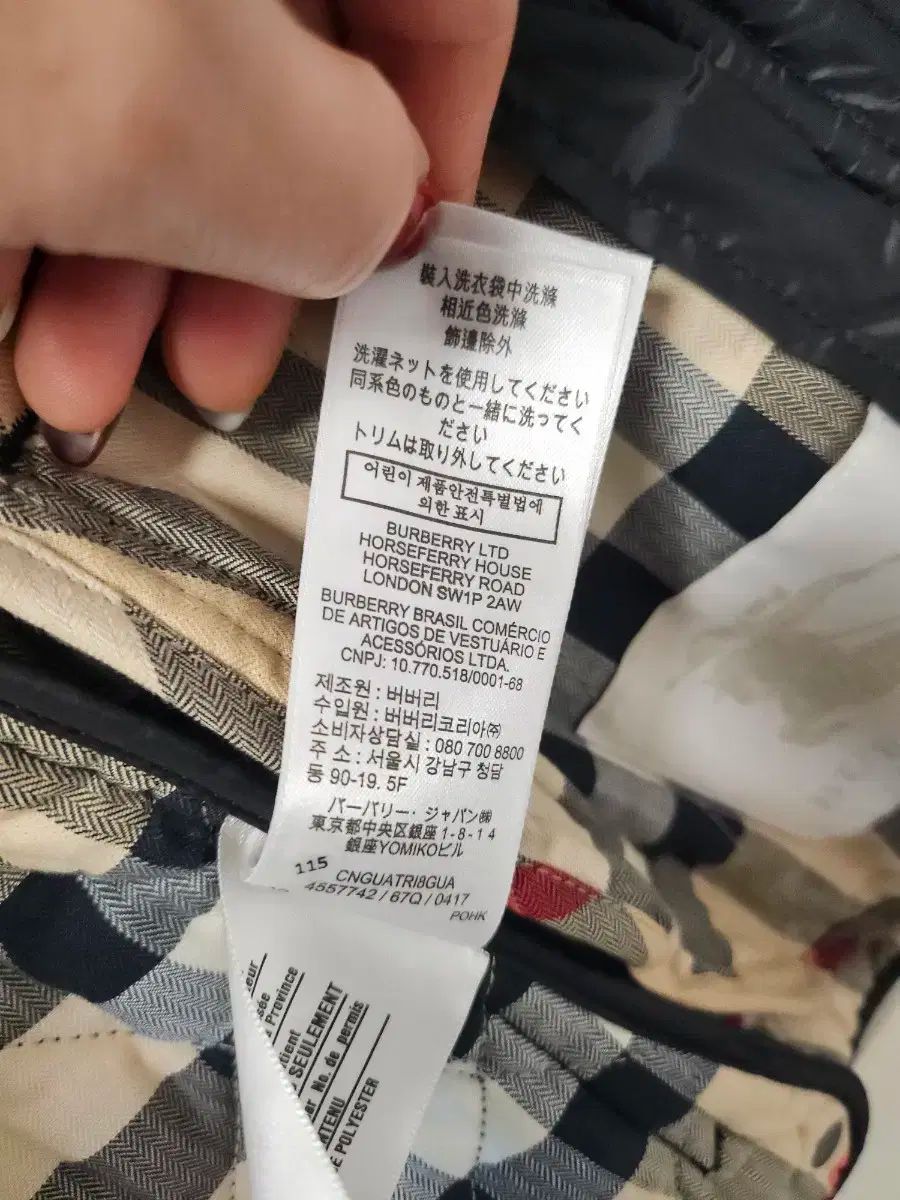 裝入洗衣袋中洗滌
相近色洗滌
飾邊除外
洗濯ネットを使用してください
同系色のものと一緒に洗ってく
ださい
トリムは取り外してください
어린이 제품안전특별법에
의한 표시
BURBERRY LTD
HORSEFERRY HOUSE
HORSEFERRY ROAD
LONDON SW1P 2AW
BURBERRY BRASIL COMÉRCIO
DE ARTIGOS DE VESTUÁRIO E
ACESSÓRIOS LTDA.
CNPJ: 10.770.518/0001-68
제조원 : 버버리
수입원 : 버버리코리아㈜
소비자상담실 : 080 700 8800
주 소 : 서울시 강남구 청담
동 90-19. 5F
バーバリー・ジャパン㈱
東京都中央区銀座 1-8-14
銀座YOMIKOビル
115
CNGUATRI8GUA
4557742 / 67Q / 0417
POHK
Province
SEULEMENT
No. de permis
POLYESTER